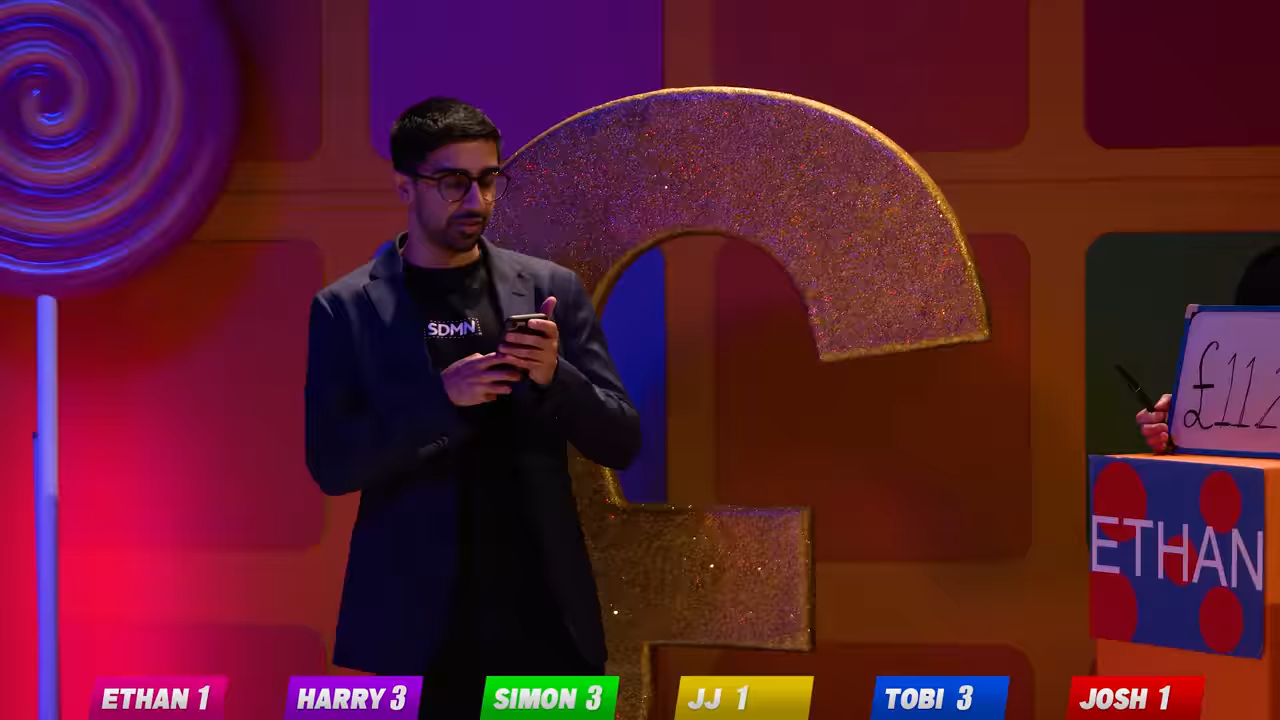 SDMN
£112
ETHAN
ETHAN 1
HARRY 3
SIMON 3
JJ 1
TOBI 3
JOSH 1